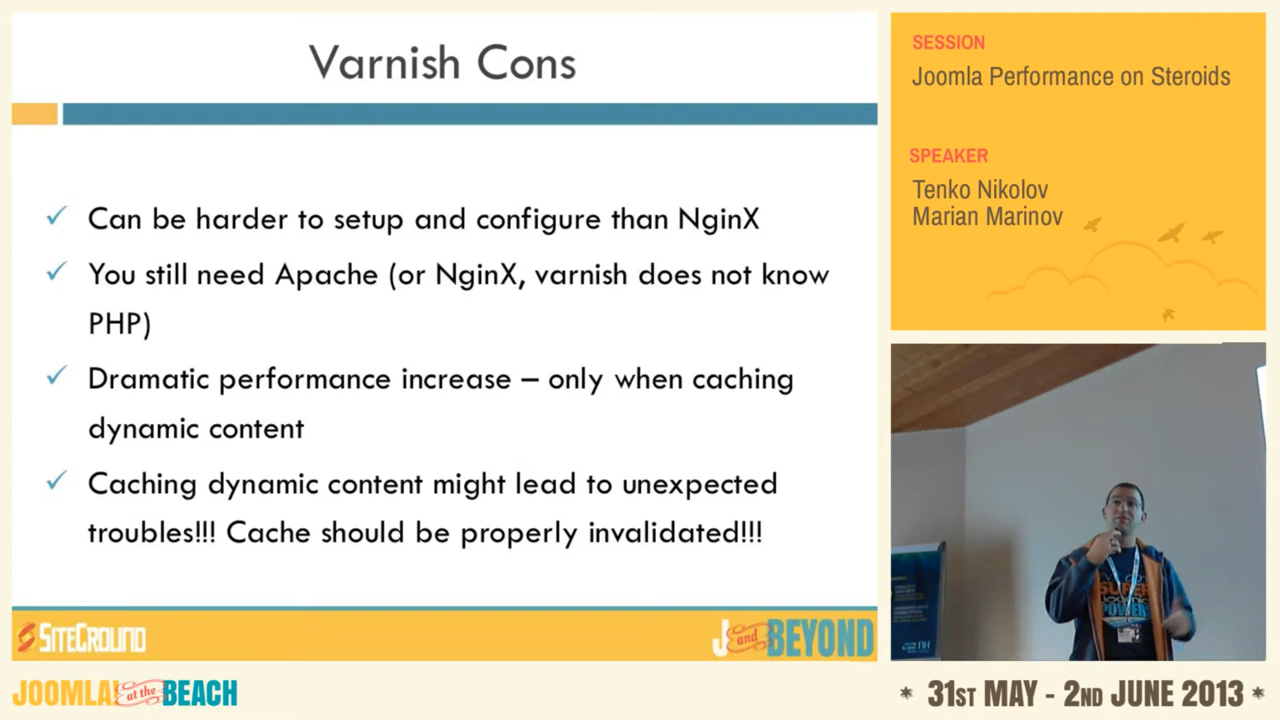 Varnish Cons
Can be harder to setup and configure than NginX
You still need Apache (or NginX, varnish does not know
PHP)
Dramatic performance increase – only when caching
dynamic content
Caching dynamic content might lead to unexpected
troubles!!! Cache should be properly invalidated!!!
SITEGROUND
J and BEYOND
SESSION
Joomla Performance on Steroids
SPEAKER
Tenko Nikolov
Marian Marinov
SUPER
POWER
JOOMLA! at the BEACH
* 31ST MAY - 2ND JUNE 2013 *